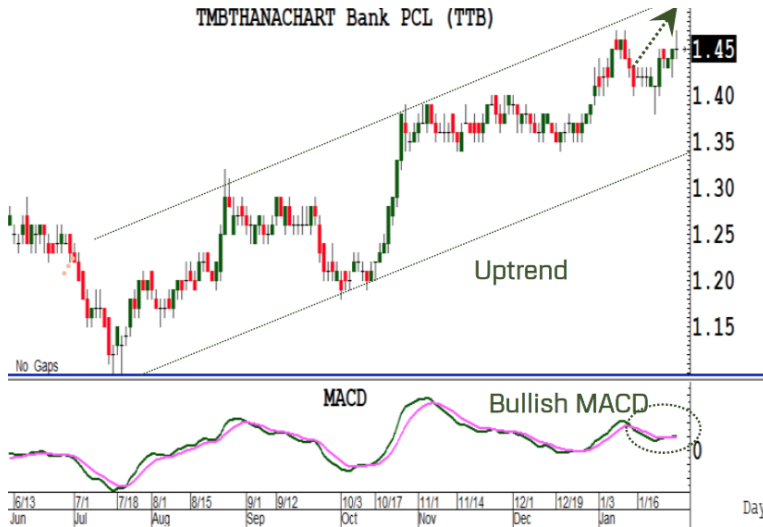 TMBTHANACHART Bank PCL (TTB)
1.45
1.40
1.35
1.30
1.25
1.20
1.15
Uptrend
No Gaps
MACD
Bullish MACD
0
6/13 7/1 7/18 8/1 8/15 9/1 9/12 10/3 10/17 11/1 11/14 12/1 12/19 1/3 1/16
Jun Jul Aug Sep Oct Nov Dec Jan
Day